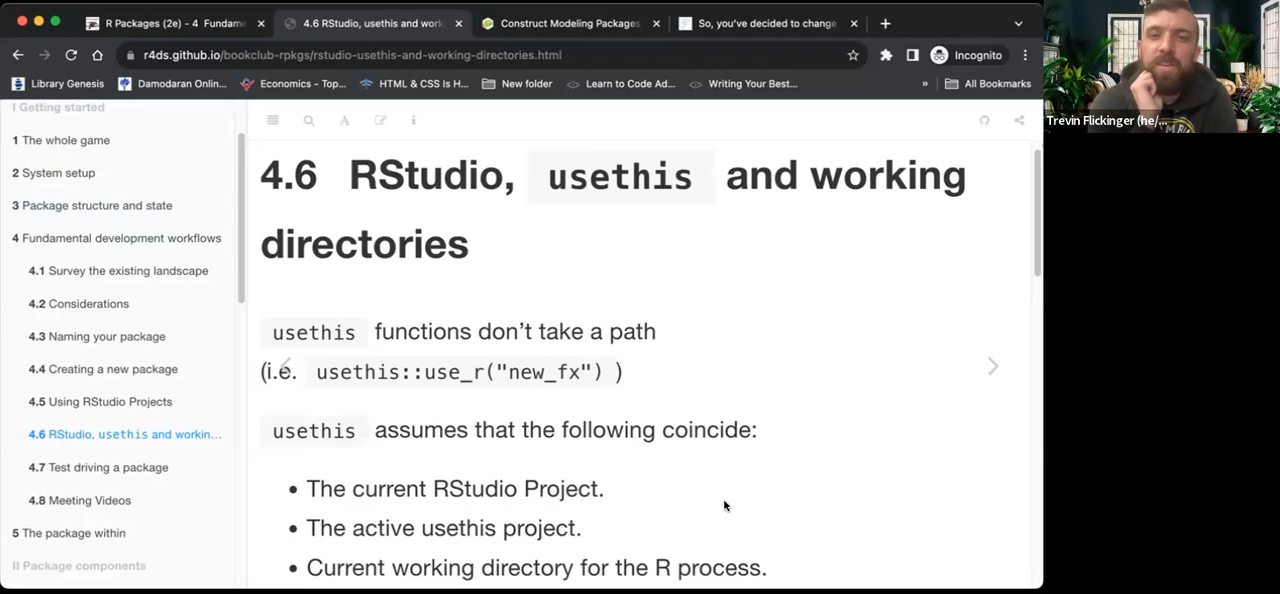 R Packages (2e) - 4 Fundame
4.6 RStudio, usethis and work
Construct Modeling Packages
So, you've decided to change
r4ds.github.io/bookclub-rpkgs/rstudio-usethis-and-working-directories.html
Incognito
Library Genesis
Damodaran Onlin...
Economics - Top...
HTML & CSS Is H...
New folder
Learn to Code Ad...
Writing Your Best...
»
All Bookmarks
I Getting started
1 The whole game
2 System setup
3 Package structure and state
4 Fundamental development workflows
4.1 Survey the existing landscape
4.2 Considerations
4.3 Naming your package
4.4 Creating a new package
4.5 Using RStudio Projects
4.6 RStudio, usethis and workin...
4.7 Test driving a package
4.8 Meeting Videos
5 The package within
II Package components
4.6 RStudio, usethis and working
directories
usethis functions don't take a path
(i.e. usethis::use_r("new_fx") )
usethis assumes that the following coincide:
• The current RStudio Project.
• The active usethis project.
• Current working directory for the R process.
Trevin Flickinger (he/...